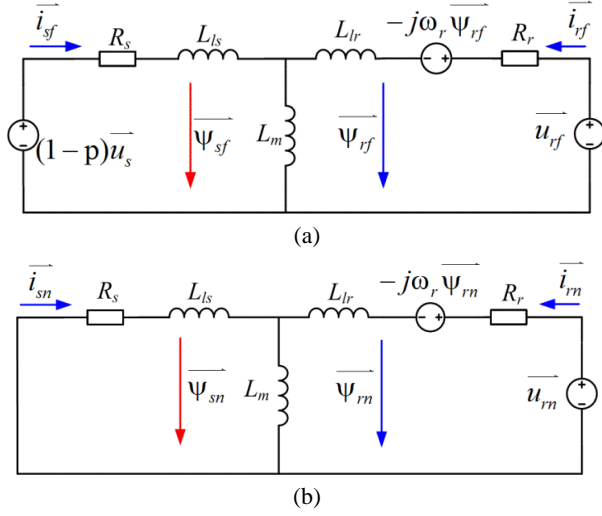 i_sf R_s L_ls L_lr −jω_r ψ_rf R_r i_rf
(1−p)u_s ψ_sf L_m ψ_rf u_rf
(a)
i_sn R_s L_ls L_lr −jω_r ψ_rn R_r i_rn
ψ_sn L_m ψ_rn u_rn
(b)